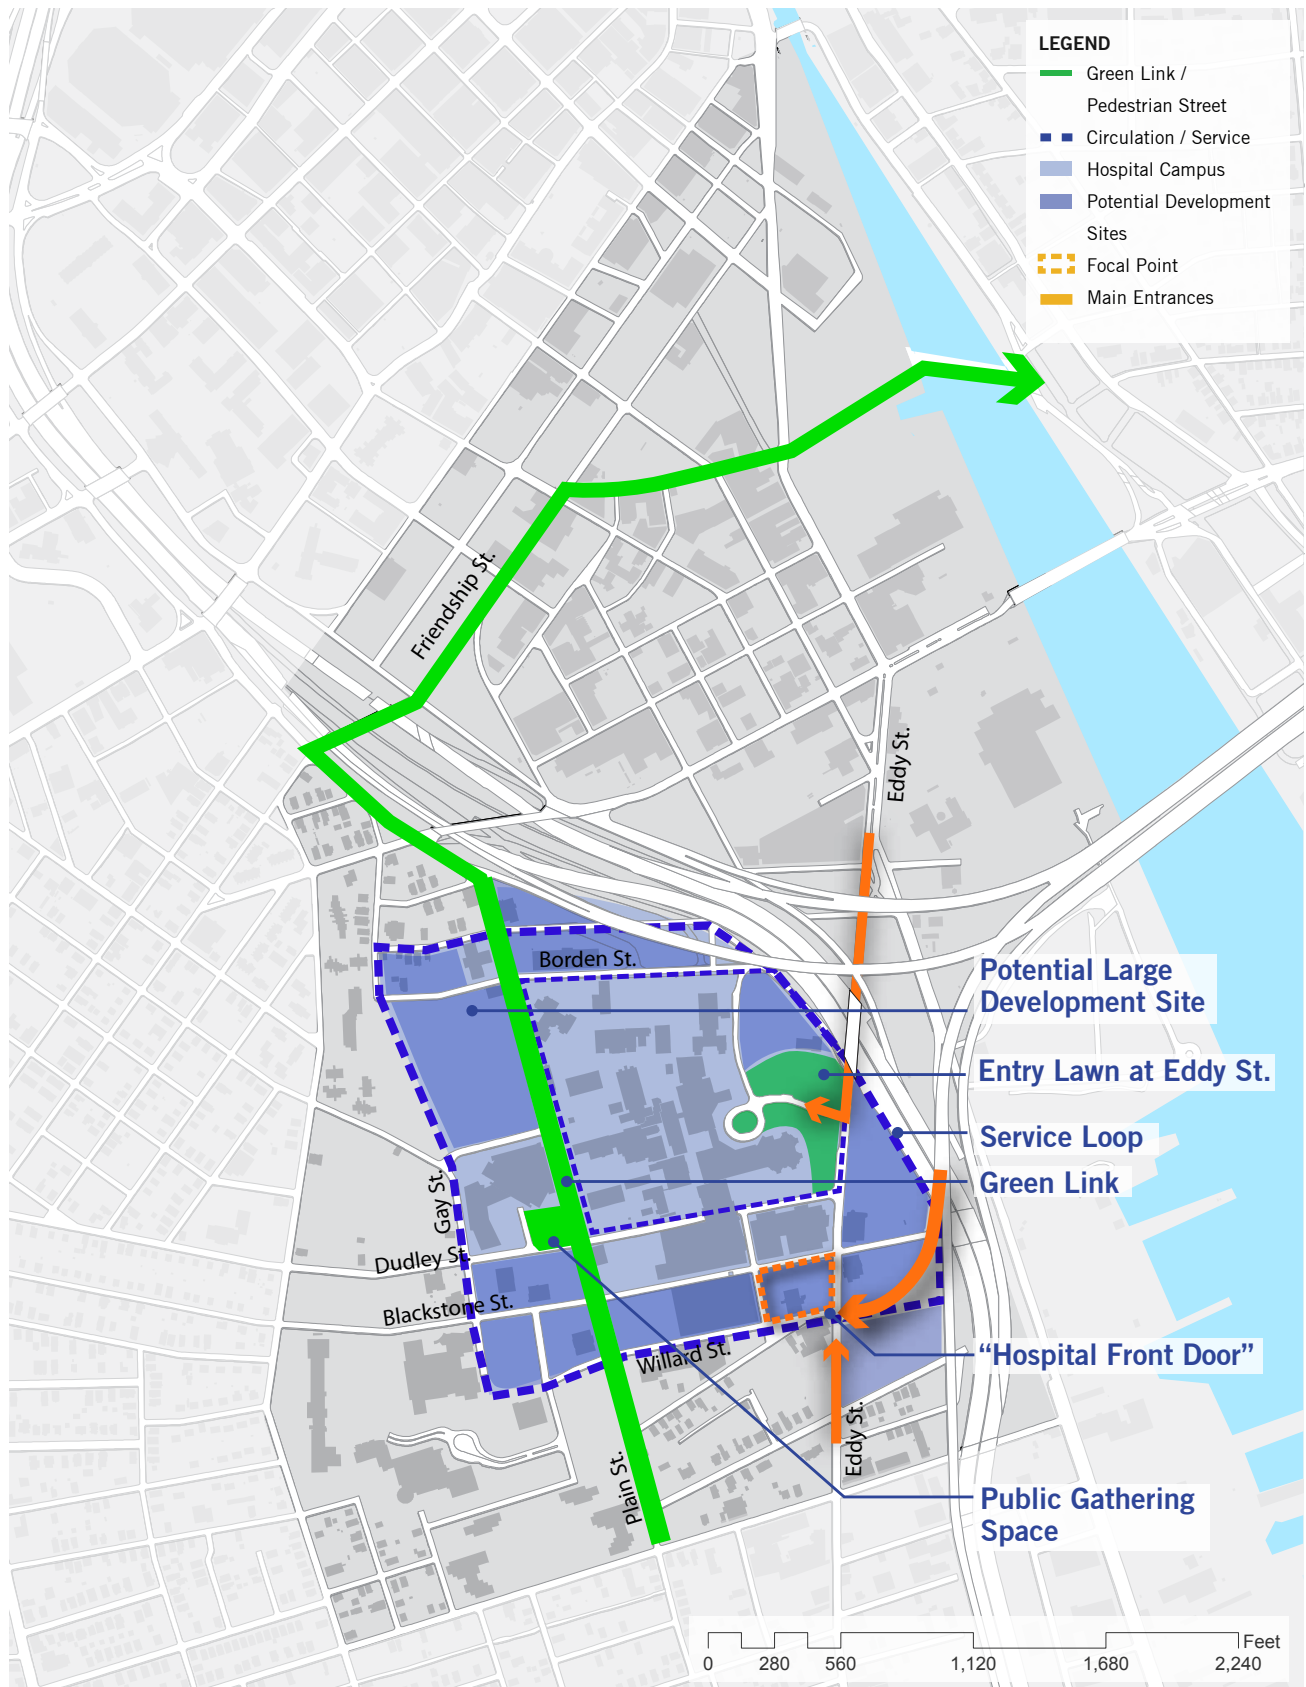 LEGEND
Green Link /
Pedestrian Street
Circulation / Service
Hospital Campus
Potential Development
Sites
Focal Point
Main Entrances
Friendship St.
Eddy St.
Borden St.
Potential Large
Development Site
Entry Lawn at Eddy St.
Service Loop
Green Link
Gay St.
Dudley St.
Blackstone St.
Willard St.
“Hospital Front Door”
Eddy St.
Plain St.
Public Gathering
Space
Feet
0 280 560 1,120 1,680 2,240